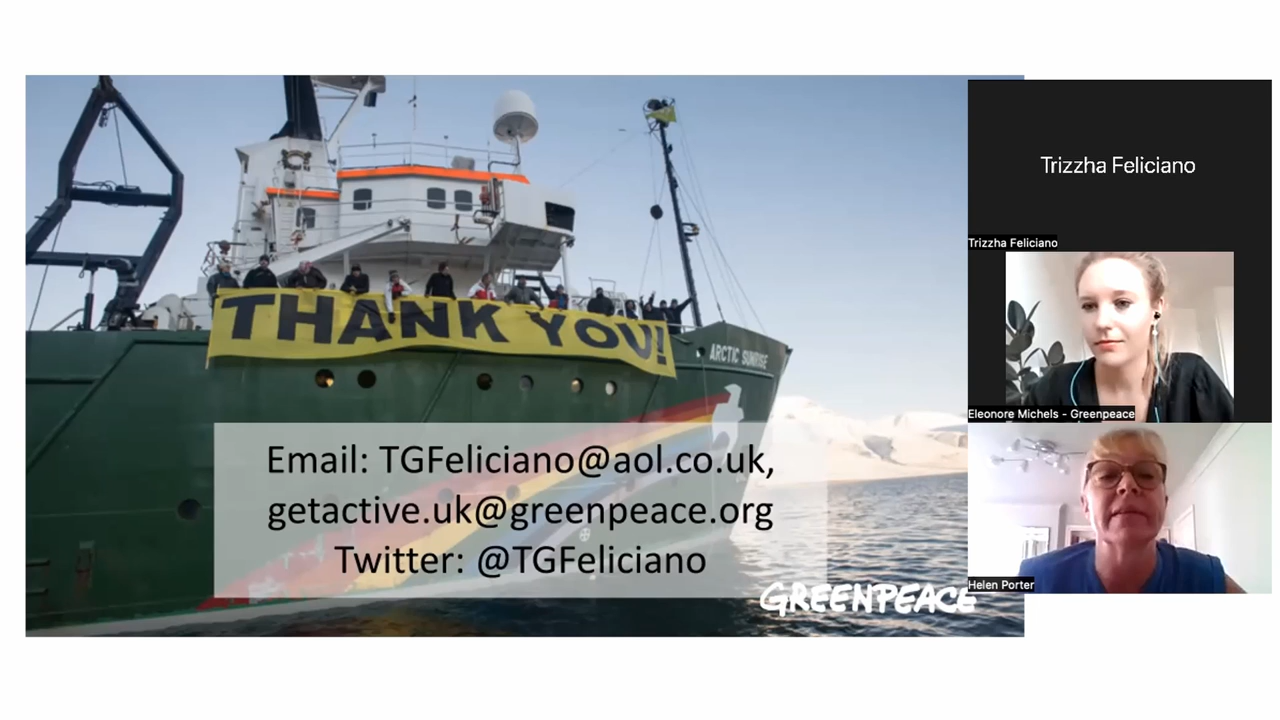 THANK YOU!
ARCTIC SUNRISE
Email: TGFeliciano@aol.co.uk,
getactive.uk@greenpeace.org
Twitter: @TGFeliciano
GREENPEACE
Trizzha Feliciano
Trizzha Feliciano
Eleonore Michels - Greenpeace
Helen Porter